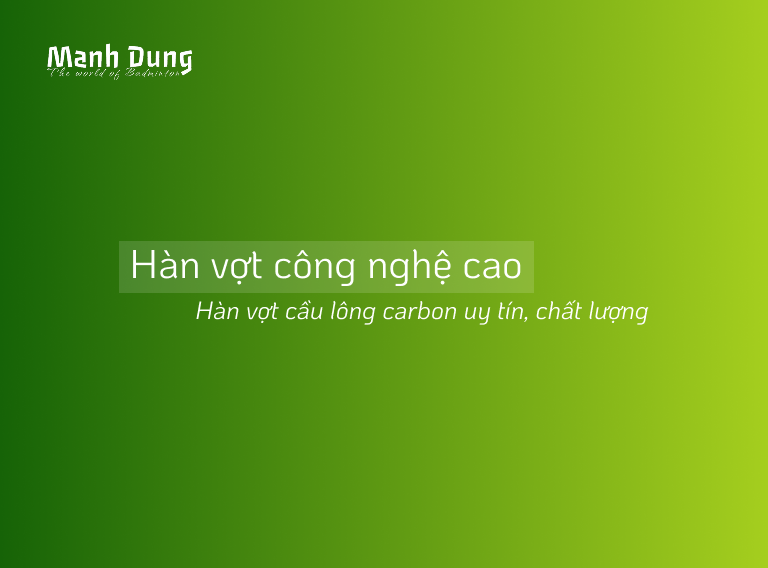 Manh Dung
The world of Badminton
Hàn vợt công nghệ cao
Hàn vợt cầu lông carbon uy tín, chất lượng